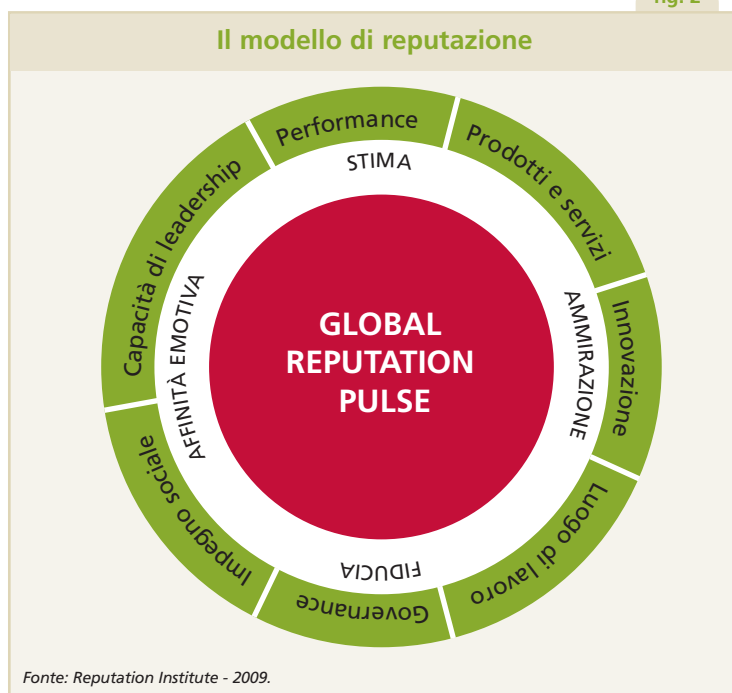 fig. 2
Il modello di reputazione
Performance
Prodotti e servizi
Innovazione
Luogo di lavoro
Governance
Impegno sociale
Capacità di leadership
STIMA
AMMIRAZIONE
FIDUCIA
AFFINITÀ EMOTIVA
GLOBAL
REPUTATION
PULSE
Fonte: Reputation Institute - 2009.